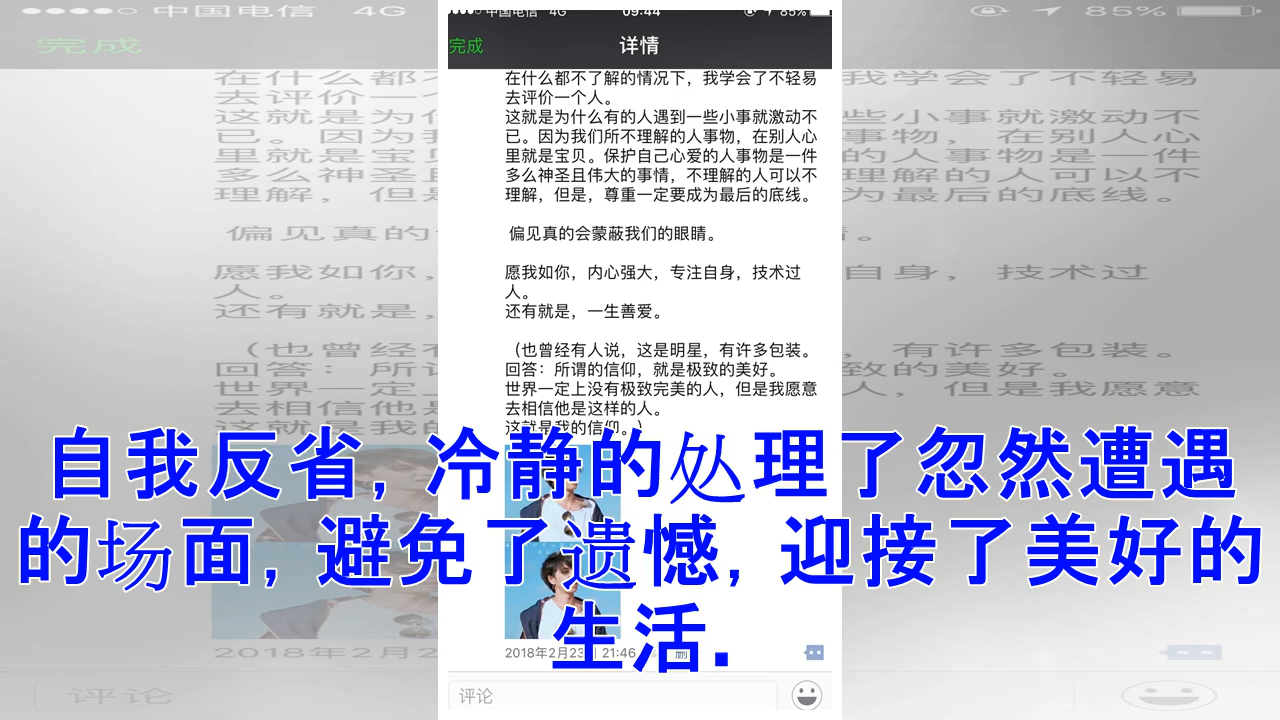 中国电信 4G 09:44 85%
完成 详情
在什么都不了解的情况下，我学会了不轻易
去评价一个人。
这就是为什么有的人遇到一些小事就激动不
已。因为我们所不理解的人事物，在别人心
里就是宝贝。保护自己心爱的人事物是一件
多么神圣且伟大的事情，不理解的人可以不
理解，但是，尊重一定要成为最后的底线。
偏见真的会蒙蔽我们的眼睛。
愿我如你，内心强大，专注自身，技术过
人。
还有就是，一生善爱。
（也曾经有人说，这是明星，有许多包装。
回答：所谓的信仰，就是极致的美好。
世界一定上没有极致完美的人，但是我愿意
去相信他是这样的人。
这就是我的信仰。）
自我反省, 冷静的处理了忽然遭遇
的场面, 避免了遗憾, 迎接了美好的
生活.
2018年2月23日 21:46 删
评论